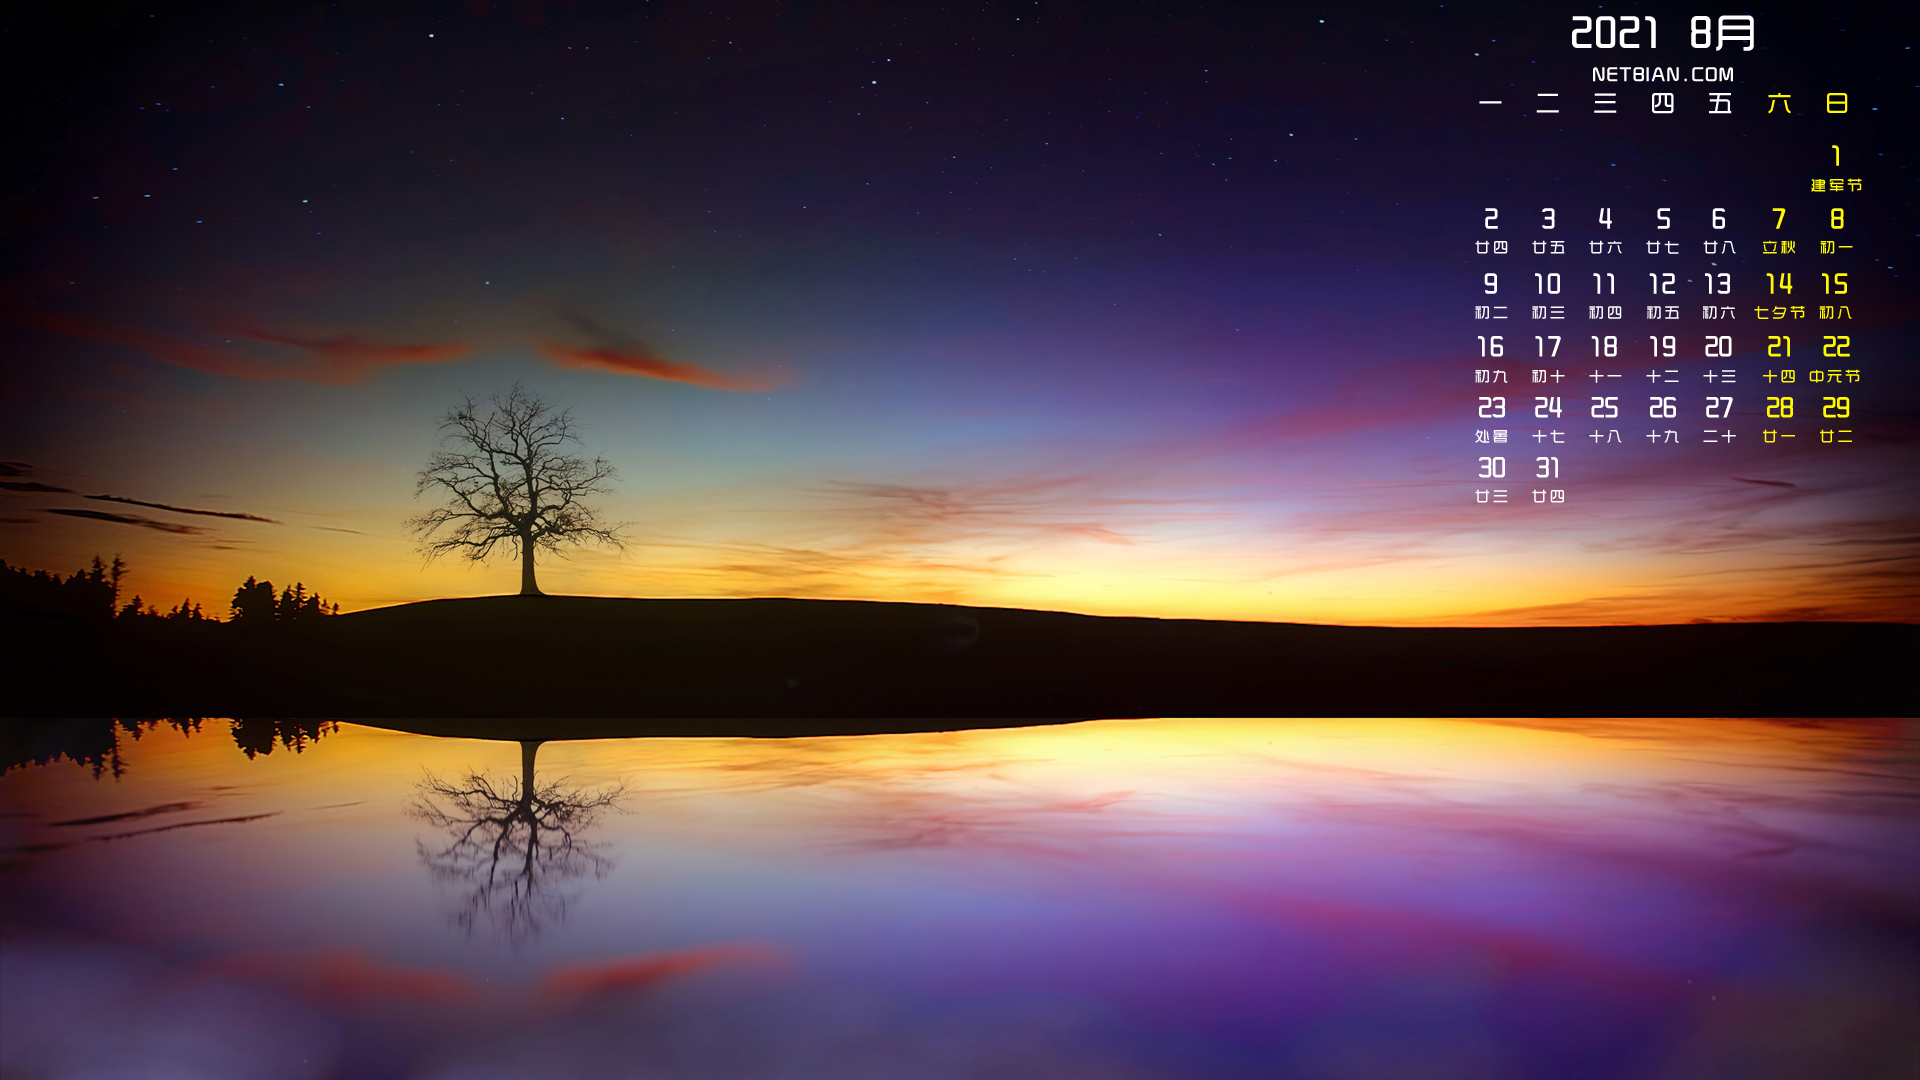 2021 8月
NETBIAN.COM
一 二 三 四 五 六 日
1
建军节
2 3 4 5 6 7 8
廿四 廿五 廿六 廿七 廿八 立秋 初一
9 10 11 12 13 14 15
初二 初三 初四 初五 初六 七夕节 初八
16 17 18 19 20 21 22
初九 初十 十一 十二 十三 十四 中元节
23 24 25 26 27 28 29
处暑 十七 十八 十九 二十 廿一 廿二
30 31
廿三 廿四